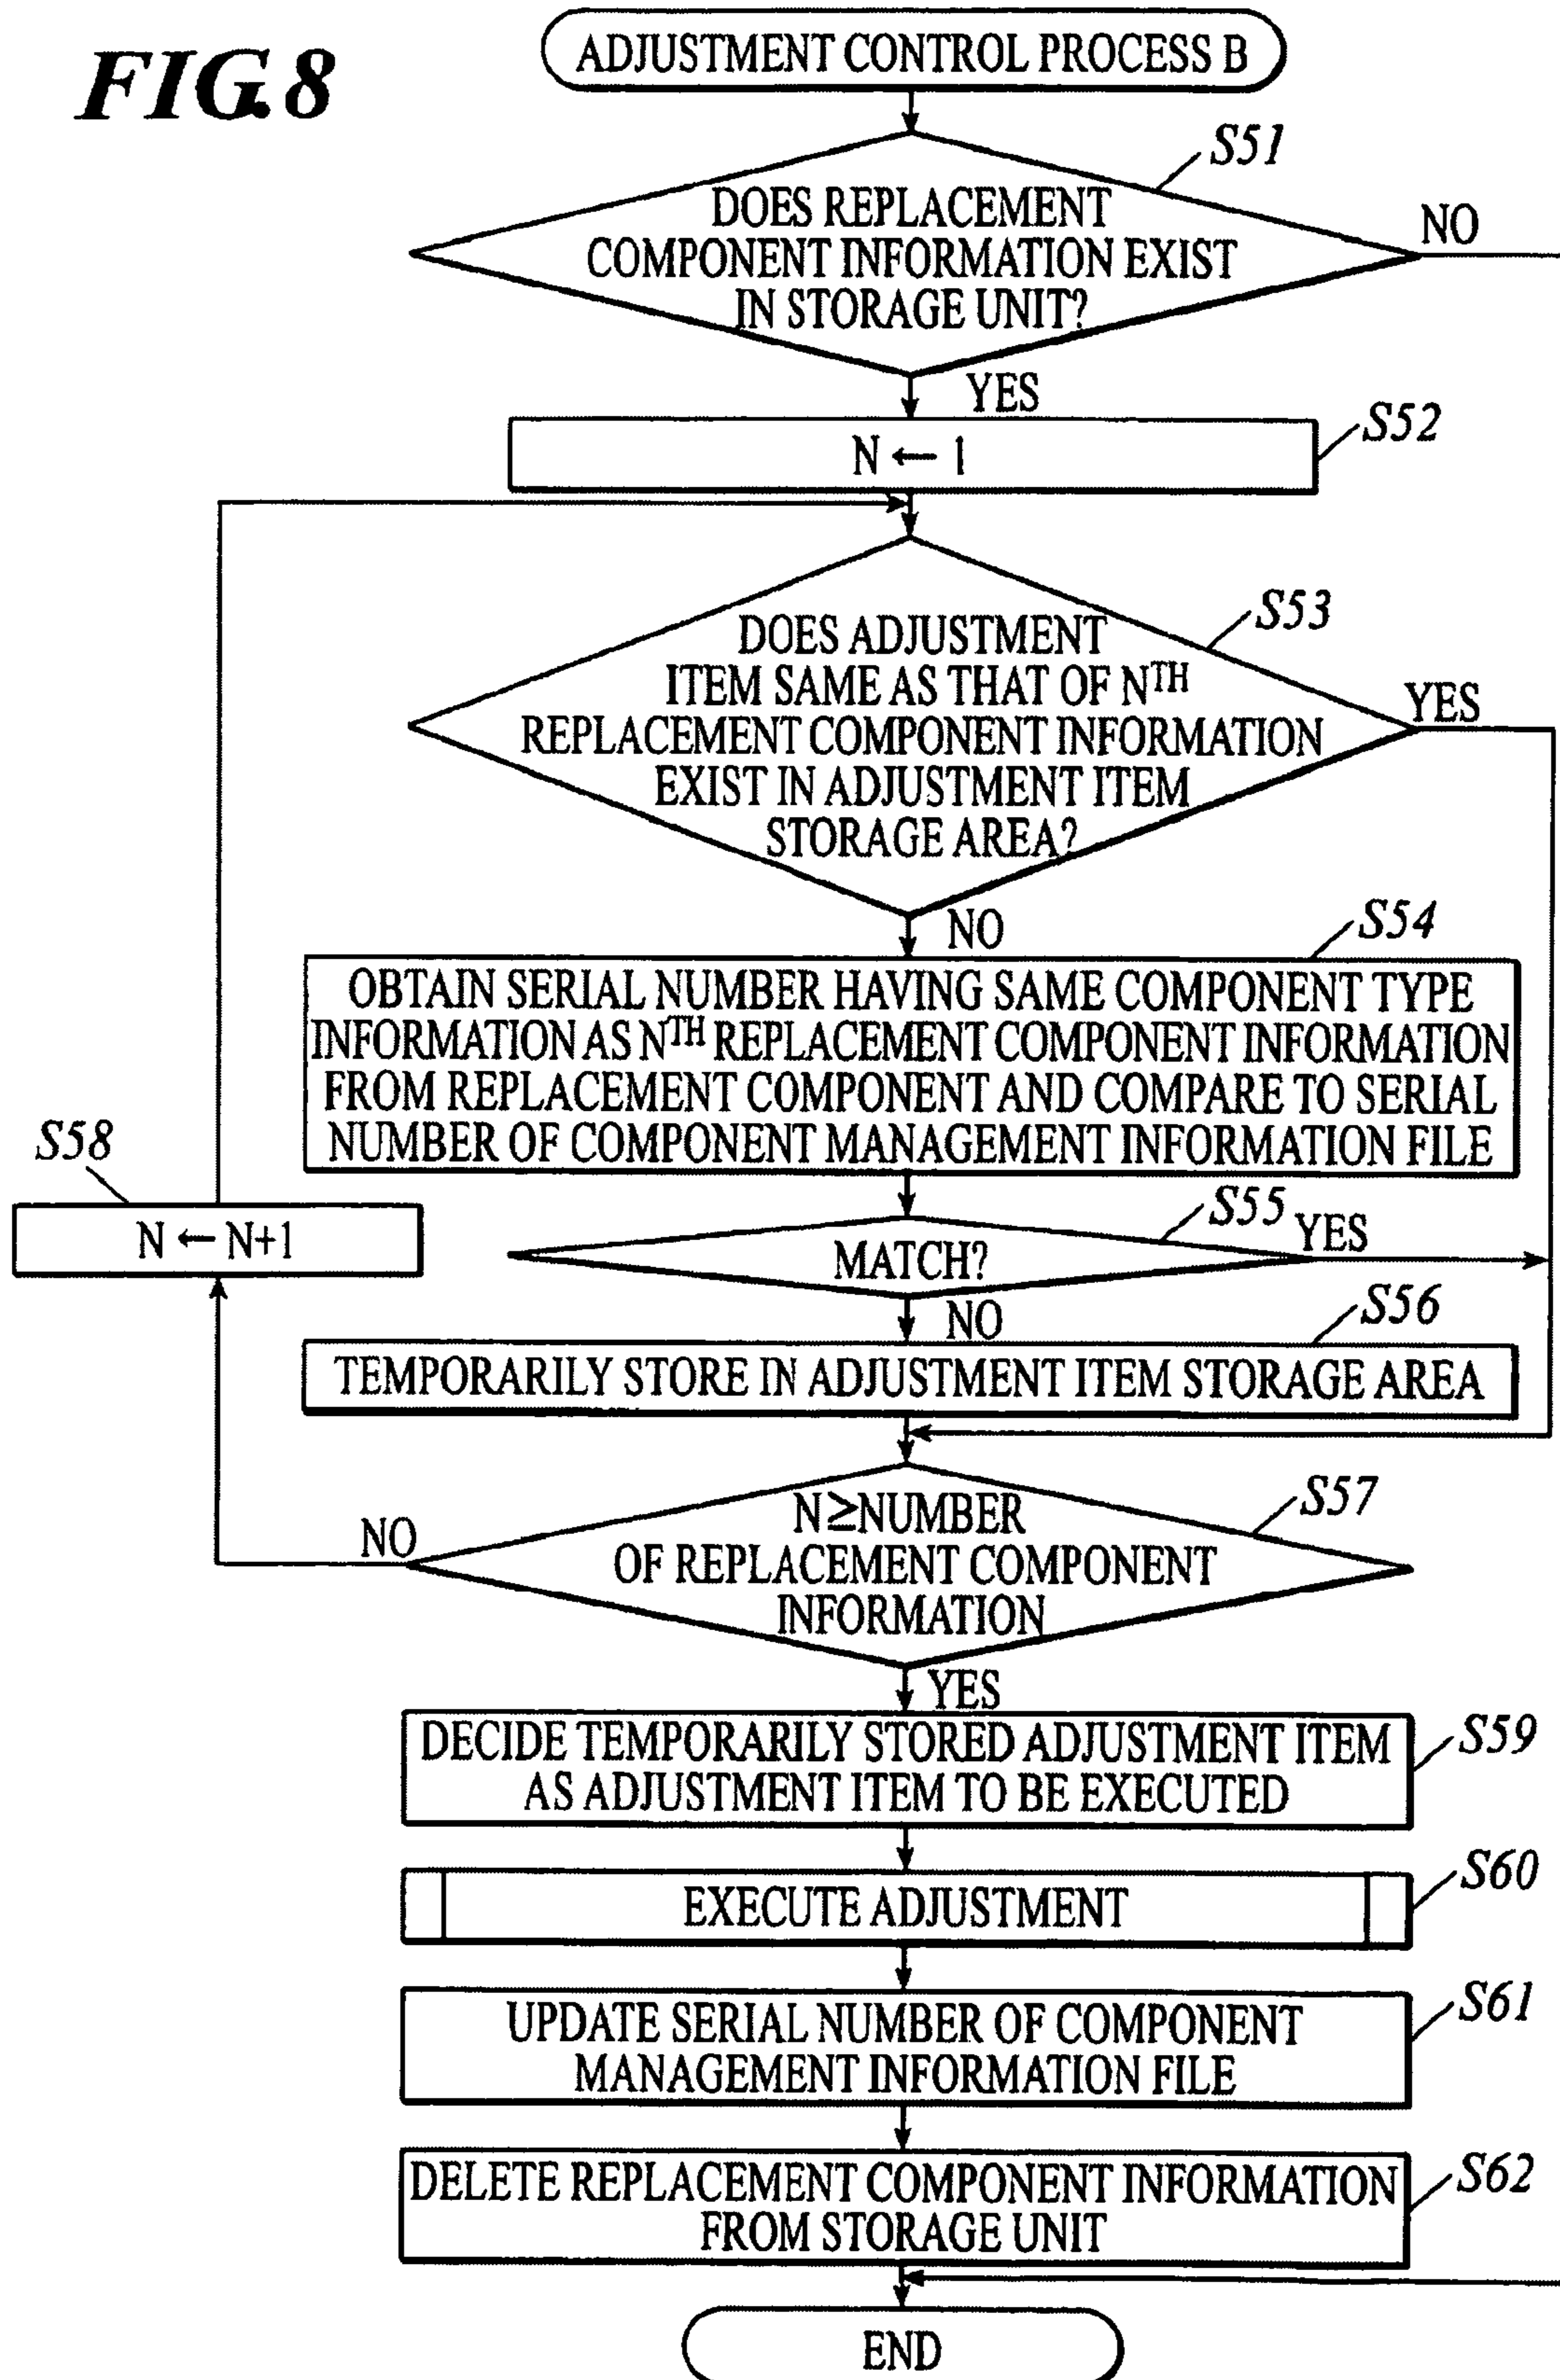 FIG. 8
ADJUSTMENT CONTROL PROCESS B
S51
DOES REPLACEMENT
COMPONENT INFORMATION EXIST
IN STORAGE UNIT?
NO
YES
S52
N ← 1
S53
DOES ADJUSTMENT
ITEM SAME AS THAT OF NTH
REPLACEMENT COMPONENT INFORMATION
EXIST IN ADJUSTMENT ITEM
STORAGE AREA?
YES
NO
S54
OBTAIN SERIAL NUMBER HAVING SAME COMPONENT TYPE
INFORMATION AS NTH REPLACEMENT COMPONENT INFORMATION
FROM REPLACEMENT COMPONENT AND COMPARE TO SERIAL
NUMBER OF COMPONENT MANAGEMENT INFORMATION FILE
S58
N ← N+1
S55
MATCH?
YES
NO
S56
TEMPORARILY STORE IN ADJUSTMENT ITEM STORAGE AREA
S57
N≧NUMBER
OF REPLACEMENT COMPONENT
INFORMATION
NO
YES
S59
DECIDE TEMPORARILY STORED ADJUSTMENT ITEM
AS ADJUSTMENT ITEM TO BE EXECUTED
S60
EXECUTE ADJUSTMENT
S61
UPDATE SERIAL NUMBER OF COMPONENT
MANAGEMENT INFORMATION FILE
S62
DELETE REPLACEMENT COMPONENT INFORMATION
FROM STORAGE UNIT
END